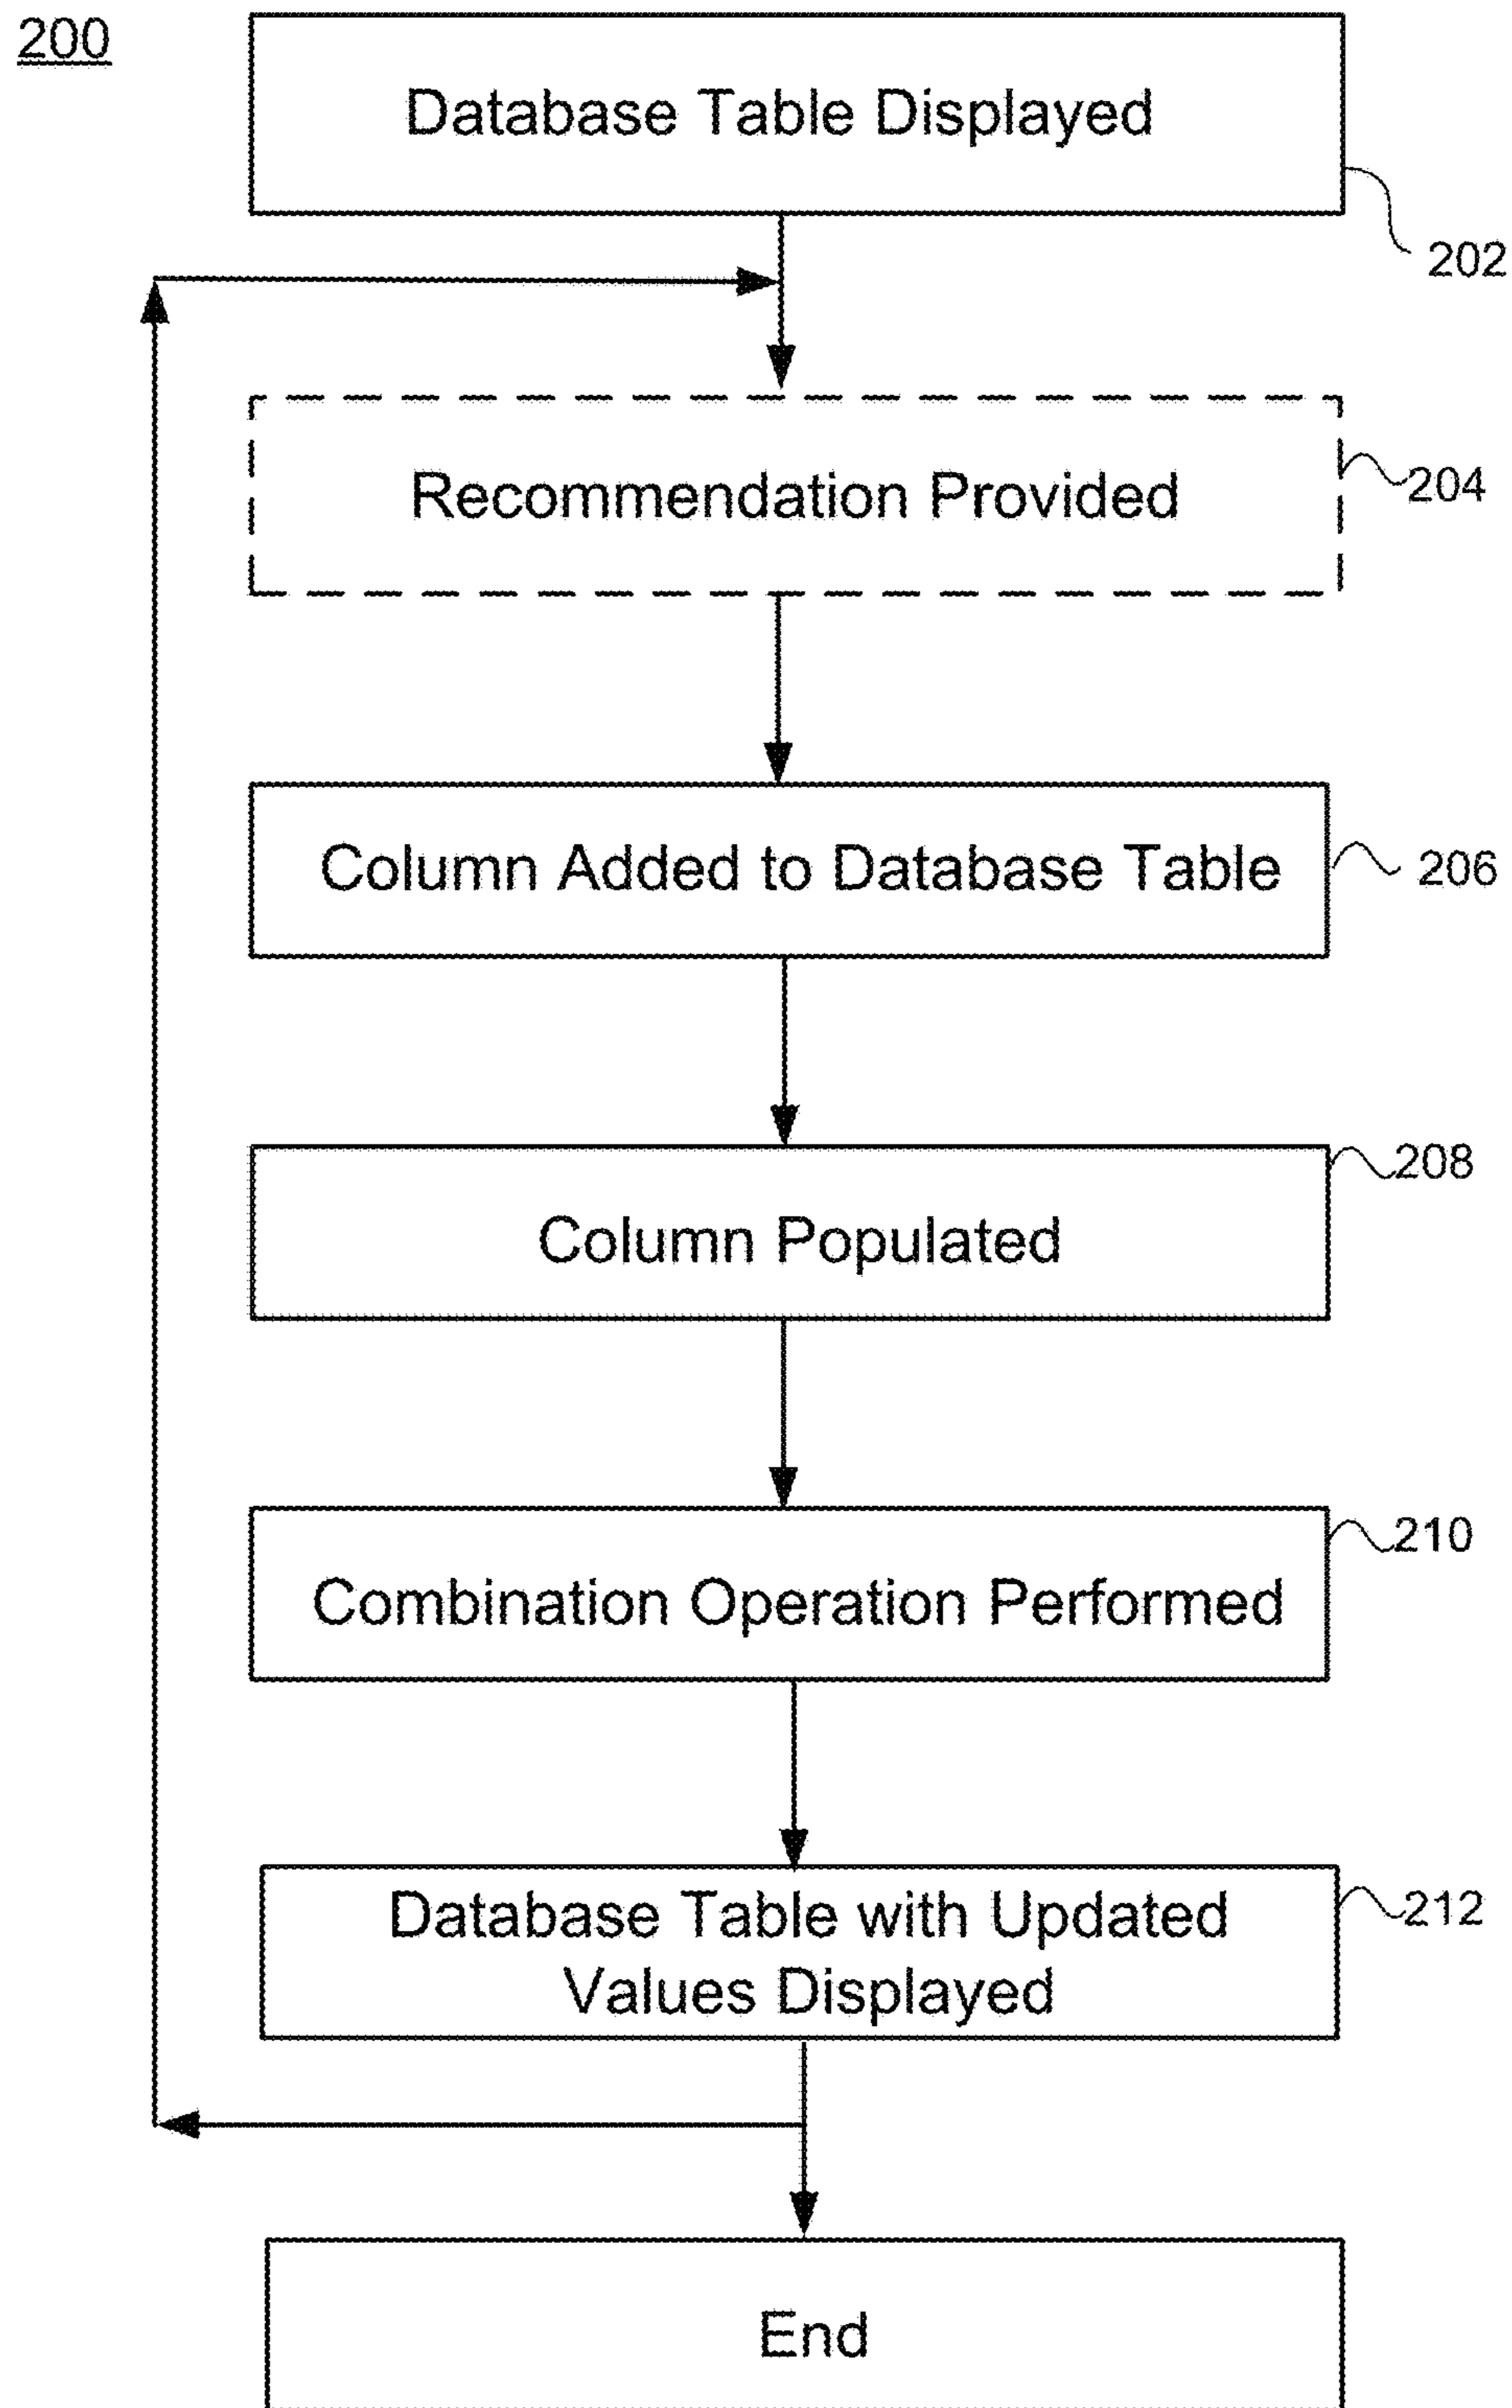 200
Database Table Displayed
202
Recommendation Provided
204
Column Added to Database Table
206
208
Column Populated
210
Combination Operation Performed
Database Table with Updated
212
Values Displayed
End